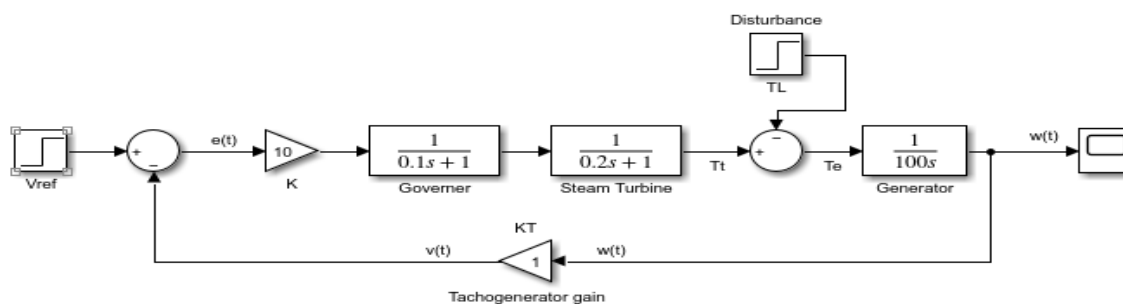 Disturbance
TL
Vref
+
−
e(t)
10
K
1
0.1s + 1
Governer
1
0.2s + 1
Steam Turbine
Tt
−
+
Te
1
100s
Generator
w(t)
KT
v(t)
1
w(t)
Tachogenerator gain